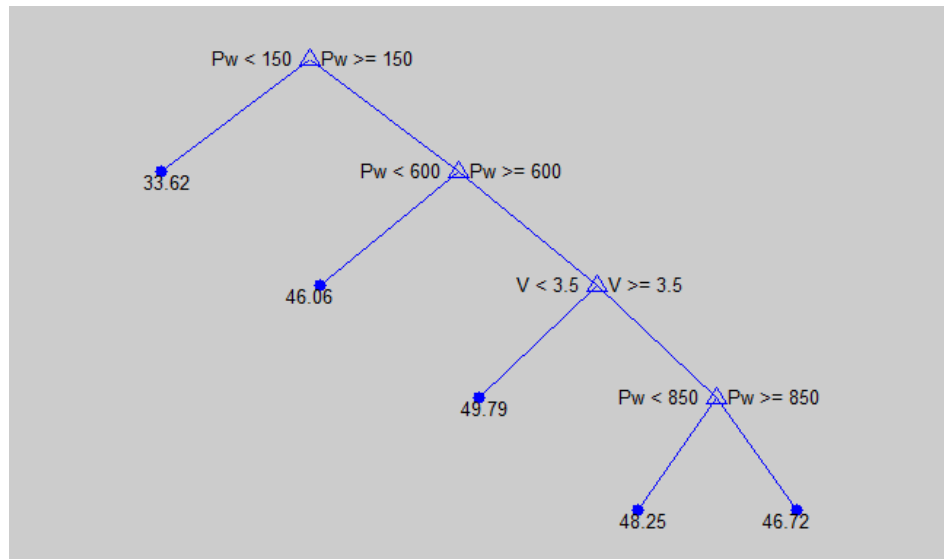 Pw < 150 Pw >= 150
33.62
Pw < 600 Pw >= 600
46.06
V < 3.5 V >= 3.5
49.79
Pw < 850 Pw >= 850
48.25 46.72